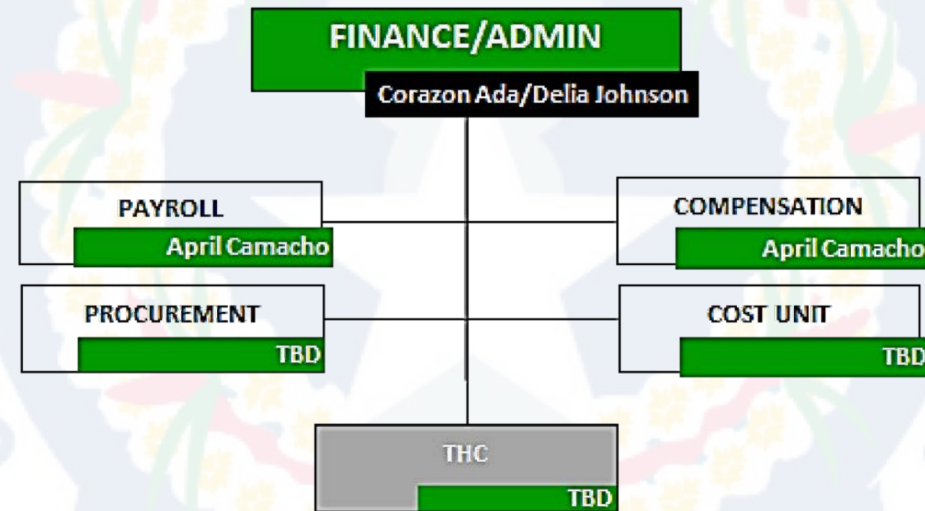 FINANCE/ADMIN
Corazon Ada/Delia Johnson
PAYROLL
April Camacho
COMPENSATION
April Camacho
PROCUREMENT
TBD
COST UNIT
TBD
THC
TBD